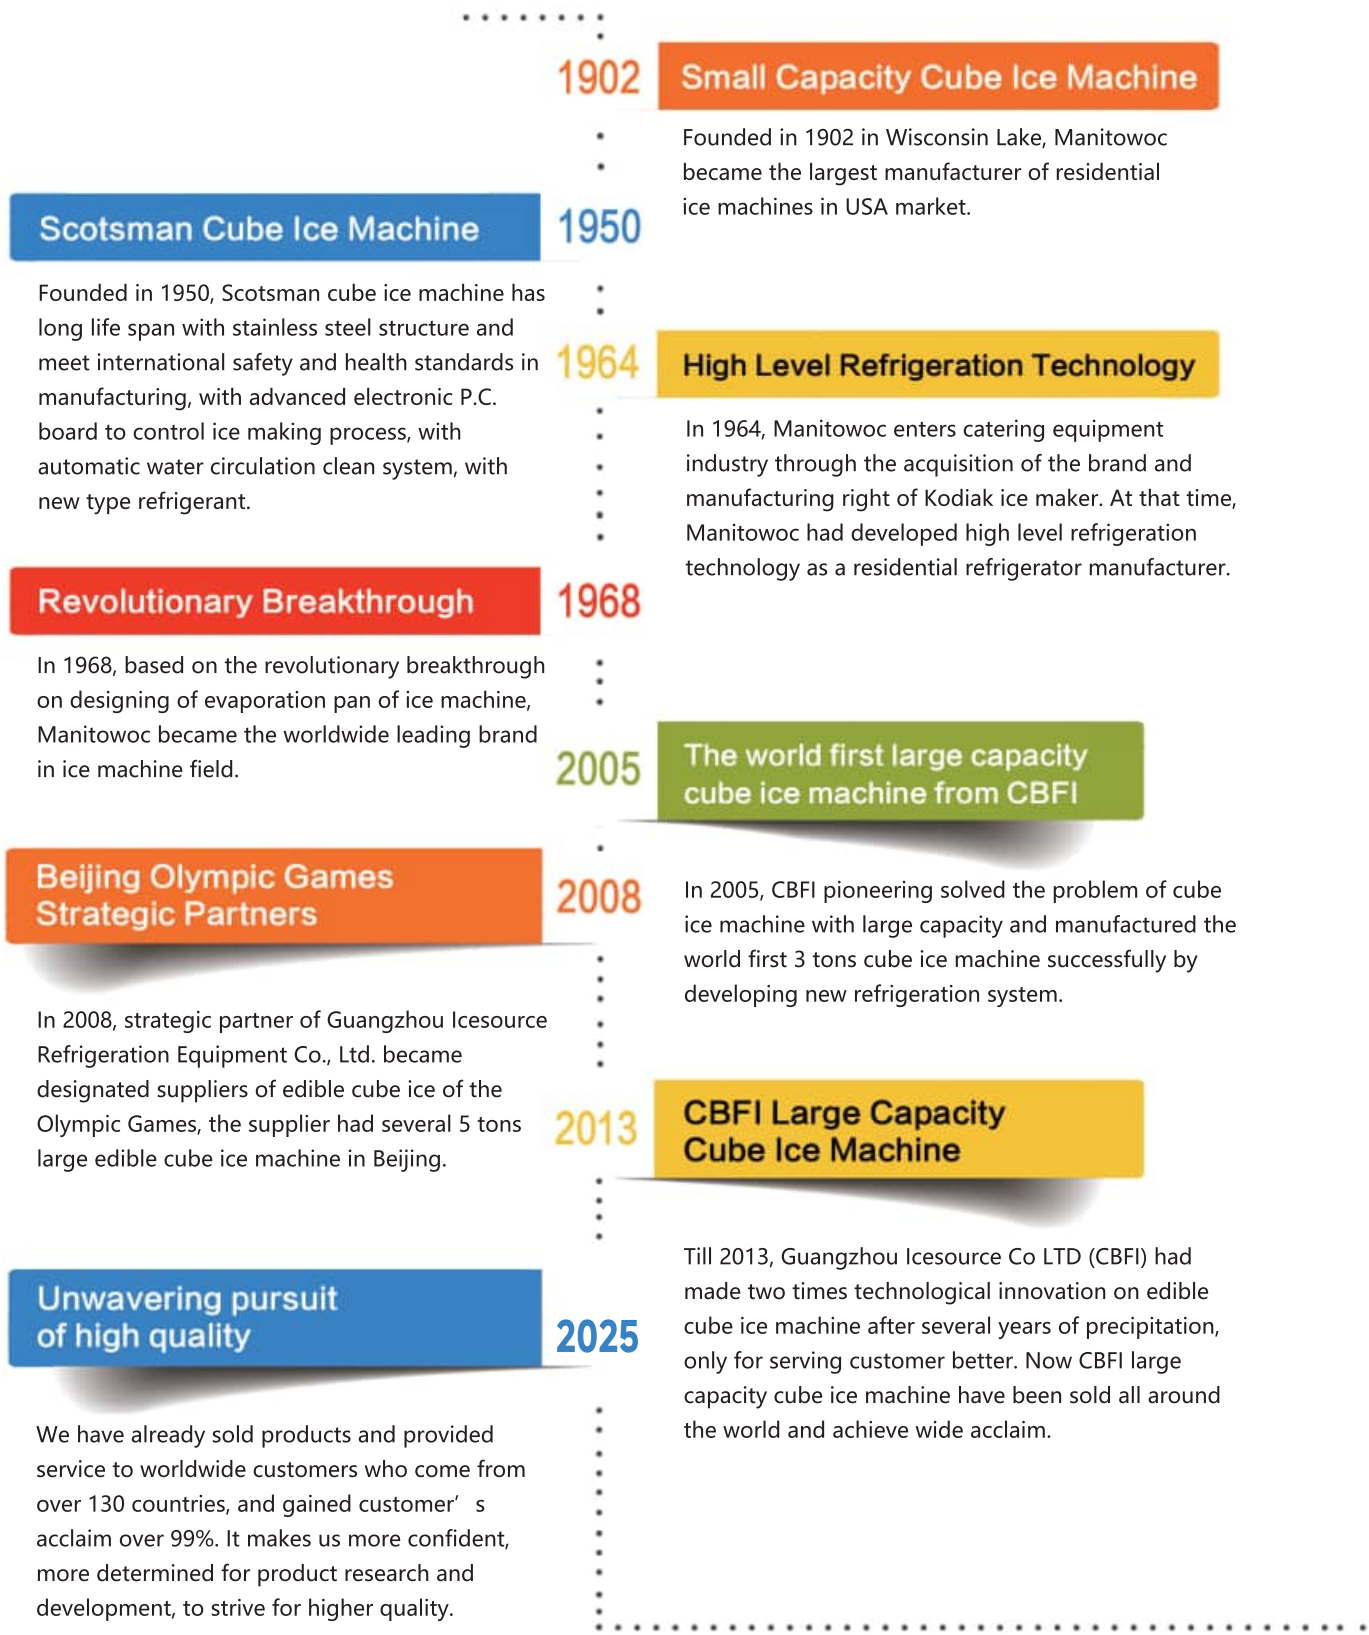 1902
Small Capacity Cube Ice Machine
Founded in 1902 in Wisconsin Lake, Manitowoc
became the largest manufacturer of residential
ice machines in USA market.
Scotsman Cube Ice Machine
1950
Founded in 1950, Scotsman cube ice machine has
long life span with stainless steel structure and
meet international safety and health standards in
manufacturing, with advanced electronic P.C.
board to control ice making process, with
automatic water circulation clean system, with
new type refrigerant.
1964
High Level Refrigeration Technology
In 1964, Manitowoc enters catering equipment
industry through the acquisition of the brand and
manufacturing right of Kodiak ice maker. At that time,
Manitowoc had developed high level refrigeration
technology as a residential refrigerator manufacturer.
Revolutionary Breakthrough
1968
In 1968, based on the revolutionary breakthrough
on designing of evaporation pan of ice machine,
Manitowoc became the worldwide leading brand
in ice machine field.
2005
The world first large capacity
cube ice machine from CBFI
In 2005, CBFI pioneering solved the problem of cube
ice machine with large capacity and manufactured the
world first 3 tons cube ice machine successfully by
developing new refrigeration system.
Beijing Olympic Games
Strategic Partners
2008
In 2008, strategic partner of Guangzhou Icesource
Refrigeration Equipment Co., Ltd. became
designated suppliers of edible cube ice of the
Olympic Games, the supplier had several 5 tons
large edible cube ice machine in Beijing.
2013
CBFI Large Capacity
Cube Ice Machine
Till 2013, Guangzhou Icesource Co LTD (CBFI) had
made two times technological innovation on edible
cube ice machine after several years of precipitation,
only for serving customer better. Now CBFI large
capacity cube ice machine have been sold all around
the world and achieve wide acclaim.
Unwavering pursuit
of high quality
2025
We have already sold products and provided
service to worldwide customers who come from
over 130 countries, and gained customer’ s
acclaim over 99%. It makes us more confident,
more determined for product research and
development, to strive for higher quality.